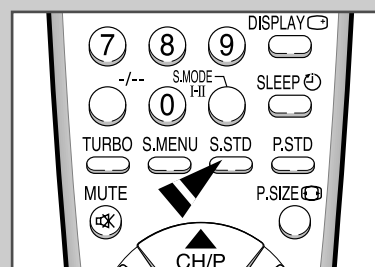 DISPLAY
7 8 9
-/-- S.MODE SLEEP
I-II
0
TURBO S.MENU S.STD P.STD
MUTE P.SIZE
CH/P